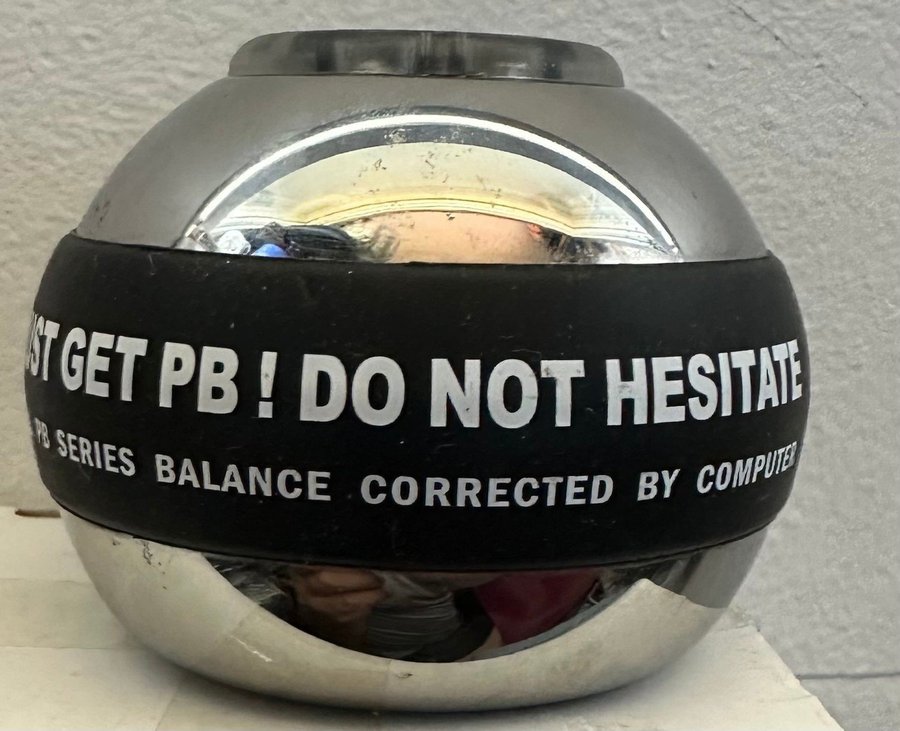 GET PB ! DO NOT HESITATE
PB SERIES BALANCE CORRECTED BY COMPUTER